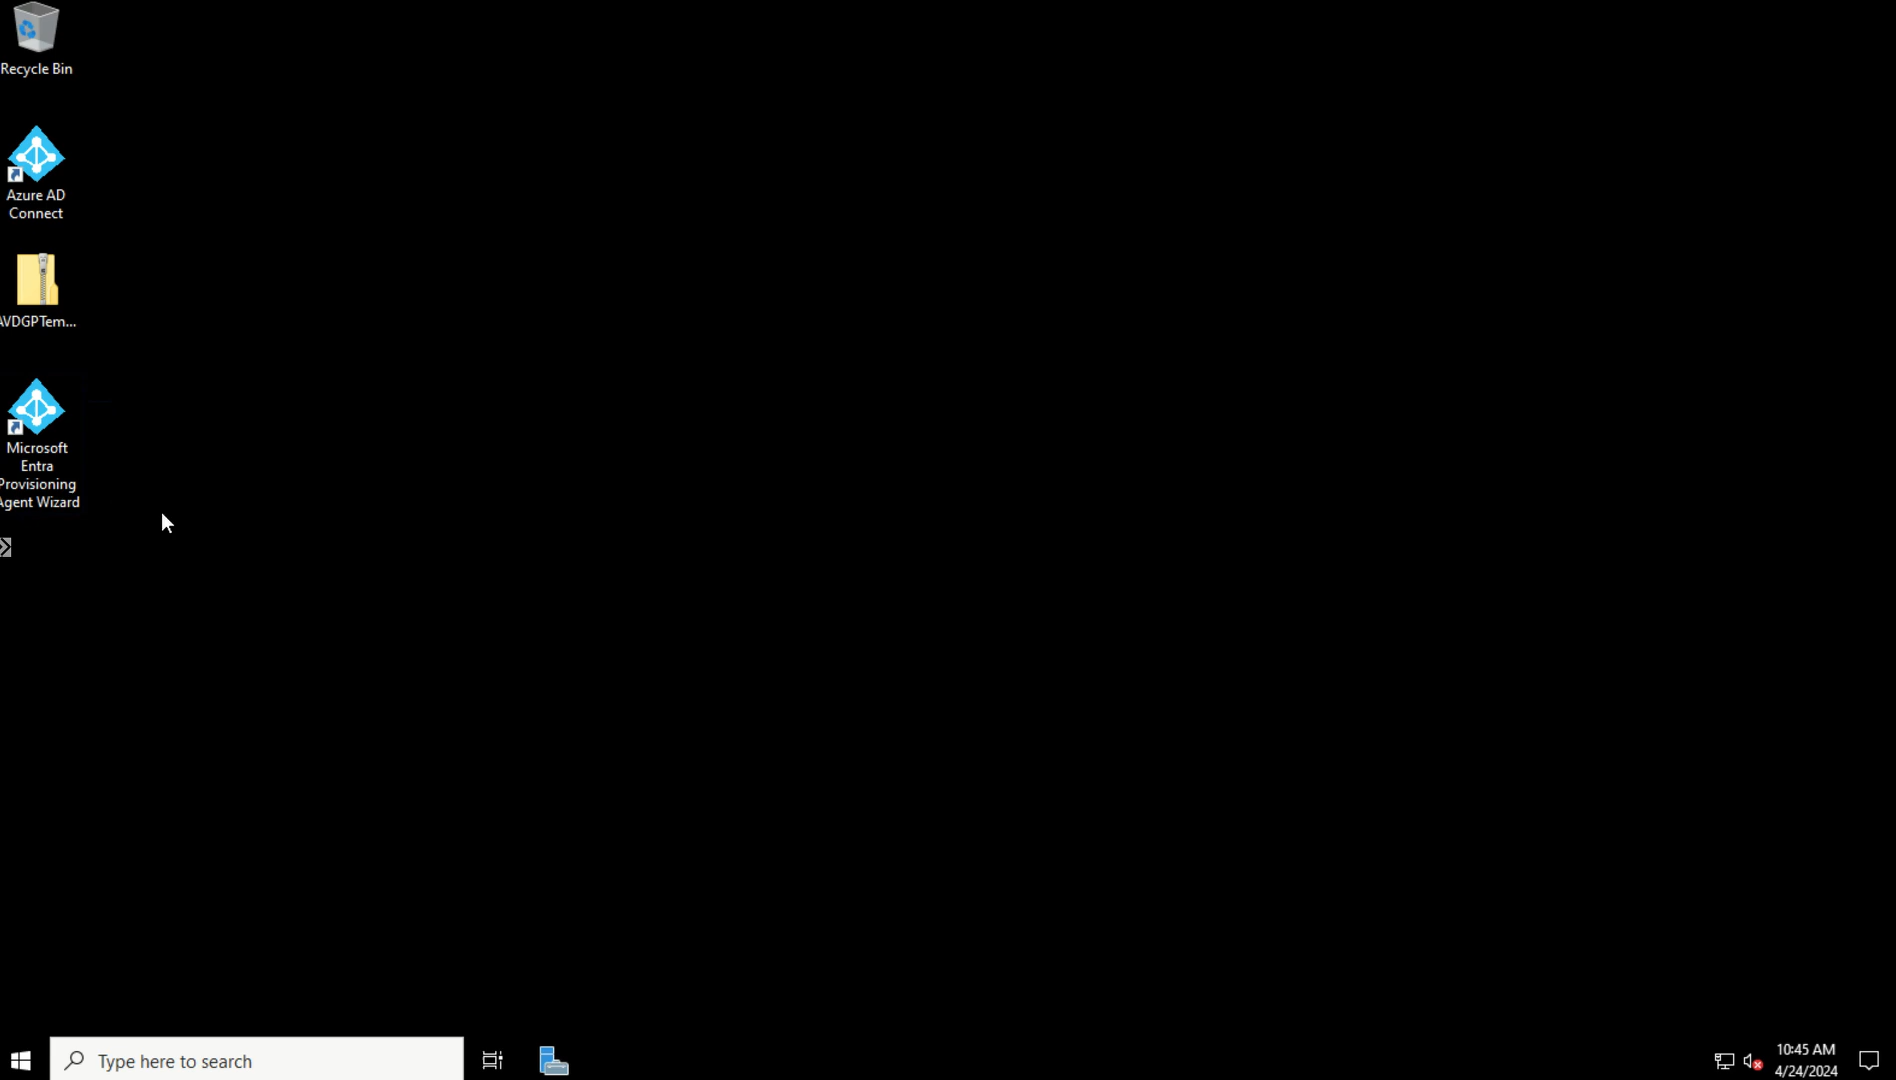 Recycle Bin
Azure AD
Connect
AVDGPTem...
Microsoft
Entra
Provisioning
Agent Wizard
Type here to search
10:45 AM
4/24/2024